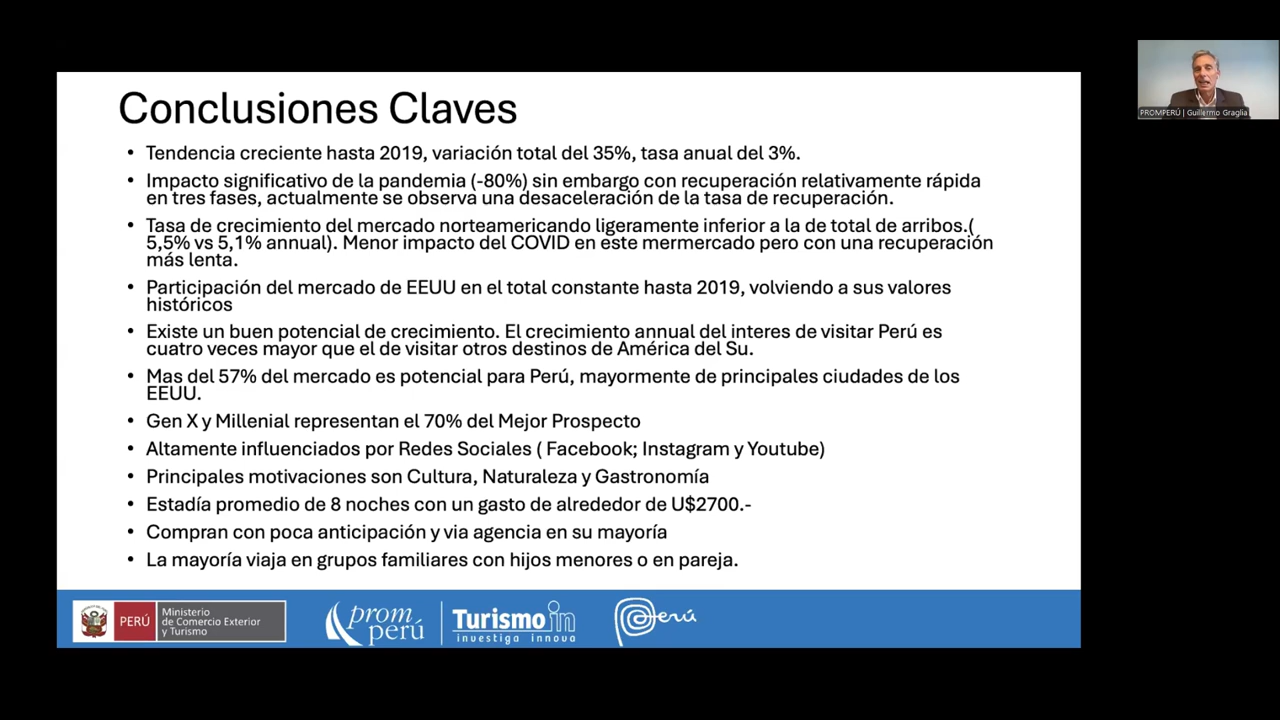 Conclusiones Claves
• Tendencia creciente hasta 2019, variación total del 35%, tasa anual del 3%.
• Impacto significativo de la pandemia (-80%) sin embargo con recuperación relativamente rápida
en tres fases, actualmente se observa una desaceleración de la tasa de recuperación.
• Tasa de crecimiento del mercado norteamericando ligeramente inferior a la de total de arribos.(
5,5% vs 5,1% annual). Menor impacto del COVID en este mermercado pero con una recuperación
más lenta.
• Participación del mercado de EEUU en el total constante hasta 2019, volviendo a sus valores
históricos
• Existe un buen potencial de crecimiento. El crecimiento annual del interes de visitar Perú es
cuatro veces mayor que el de visitar otros destinos de América del Su.
• Mas del 57% del mercado es potencial para Perú, mayormente de principales ciudades de los
EEUU.
• Gen X y Millenial representan el 70% del Mejor Prospecto
• Altamente influenciados por Redes Sociales ( Facebook; Instagram y Youtube)
• Principales motivaciones son Cultura, Naturaleza y Gastronomía
• Estadía promedio de 8 noches con un gasto de alrededor de U$2700.-
• Compran con poca anticipación y via agencia en su mayoría
• La mayoría viaja en grupos familiares con hijos menores o en pareja.
PERÚ
Ministerio
de Comercio Exterior
y Turismo
prom
perú
Turismo in
investiga innova
Perú
PROMPERÚ | Guillermo Graglia